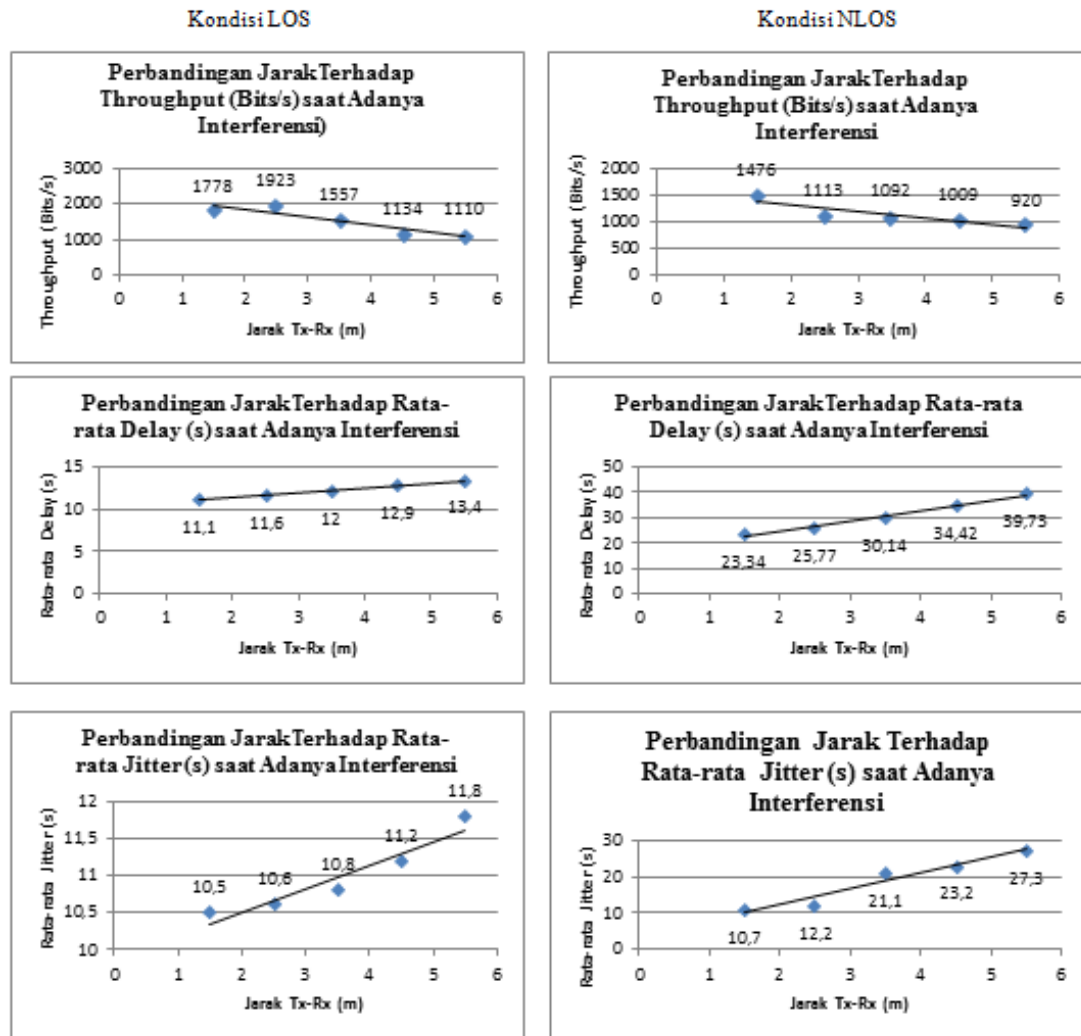 Kondisi LOS
Kondisi NLOS
Perbandingan JarakTerhadap
Throughput (Bits/s) saat Adanya
Interferensi)
Throughput (Bits/s)
3000
2000
1000
0
1778
1923
1557
1134
1110
0 1 2 3 4 5 6
Jarak Tx-Rx (m)
Perbandingan JarakTerhadap
Throughput (Bits/s) saat Adanya
Interferensi
Throughput (Bits/s)
2000
1500
1000
500
0
1476
1113
1092
1009
920
0 1 2 3 4 5 6
Jarak Tx-Rx (m)
Perbandingan JarakTerhadap Rata-
rata Delay (s) saat Adanya Interferensi
Rata-rata Delay (s)
15
10
5
0
11,1
11,6
12
12,9
13,4
0 1 2 3 4 5 6
Jarak Tx-Rx (m)
Perbandingan JarakTerhadap Rata-rata
Delay (s) saat Adanya Interferensi
Rata-rata Delay (s)
50
40
30
20
10
0
23,34
25,77
30,14
34,42
39,73
0 1 2 3 4 5 6
Jarak Tx-Rx (m)
Perbandingan JarakTerhadap Rata-
rata Jitter (s) saat Adanya Interferensi
Rata-rata Jitter (s)
12
11.5
11
10.5
10
10,5
10,6
10,8
11,2
11,8
0 1 2 3 4 5 6
Jarak Tx-Rx (m)
Perbandingan Jarak Terhadap
Rata-rata Jitter (s) saat Adanya
Interferensi
Rata-rata Jitter (s)
30
20
10
0
10,7
12,2
21,1
23,2
27,3
0 1 2 3 4 5 6
Jarak Tx-Rx (m)